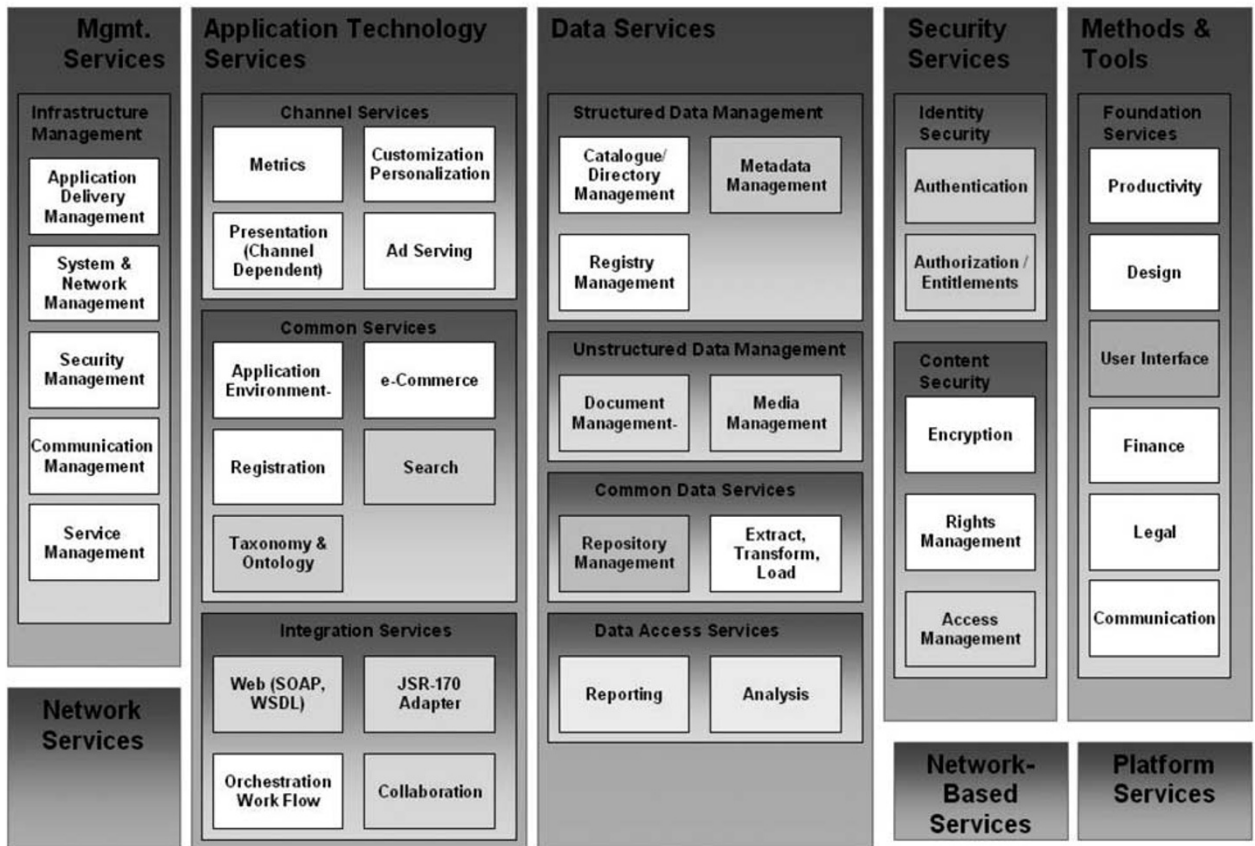 Mgmt.
Services
Infrastructure
Management
Application
Delivery
Management
System &
Network
Management
Security
Management
Communication
Management
Service
Management
Network
Services
Application Technology
Services
Channel Services
Metrics
Customization
Personalization
Presentation
(Channel
Dependent)
Ad Serving
Common Services
Application
Environment-
e-Commerce
Registration
Search
Taxonomy &
Ontology
Integration Services
Web (SOAP,
WSDL)
JSR-170
Adapter
Orchestration
Work Flow
Collaboration
Data Services
Structured Data Management
Catalogue/
Directory
Management
Metadata
Management
Registry
Management
Unstructured Data Management
Document
Management-
Media
Management
Common Data Services
Repository
Management
Extract,
Transform,
Load
Data Access Services
Reporting
Analysis
Security
Services
Identity
Security
Authentication
Authorization /
Entitlements
Content
Security
Encryption
Rights
Management
Access
Management
Network-
Based
Services
Methods &
Tools
Foundation
Services
Productivity
Design
User Interface
Finance
Legal
Communication
Platform
Services